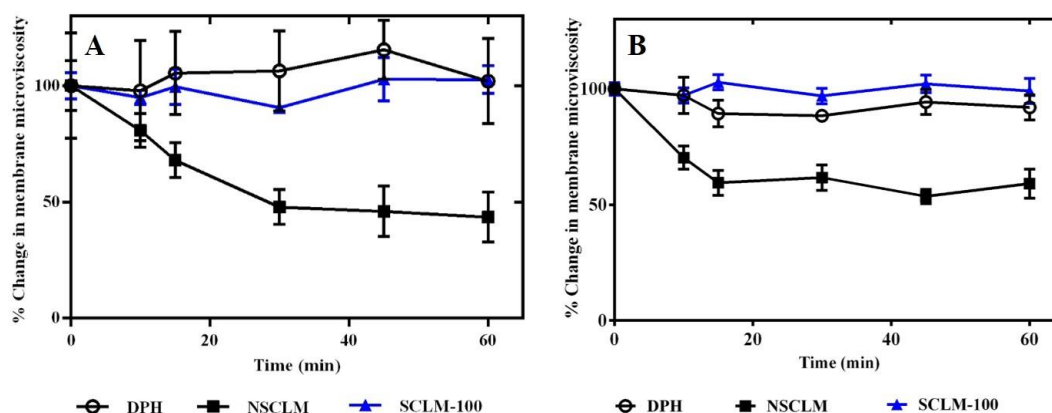 A
% Change in membrane microviscosity
100
50
0
0 20 40 60
Time (min)
DPH NSCLM SCLM-100
B
% Change in membrane microviscosity
100
50
0
0 20 40 60
Time (min)
DPH NSCLM SCLM-100